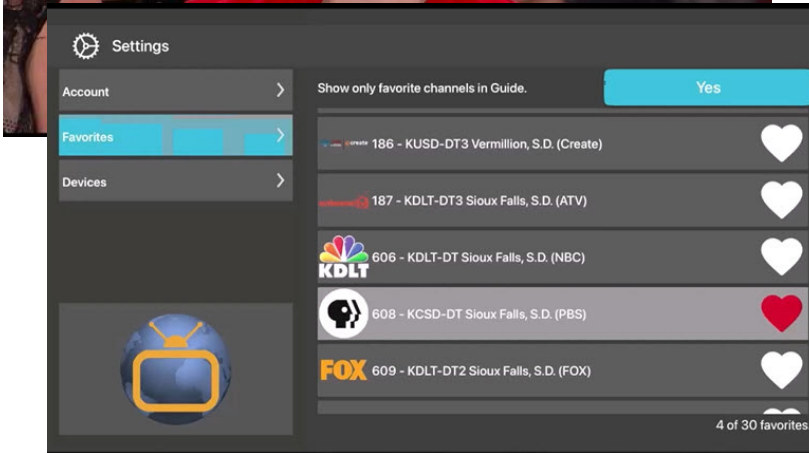 Settings
Account
Favorites
Devices
Show only favorite channels in Guide.
Yes
create 186 - KUSD-DT3 Vermillion, S.D. (Create)
187 - KDLT-DT3 Sioux Falls, S.D. (ATV)
KDLT 606 - KDLT-DT Sioux Falls, S.D. (NBC)
608 - KCSD-DT Sioux Falls, S.D. (PBS)
FOX 609 - KDLT-DT2 Sioux Falls, S.D. (FOX)
4 of 30 favorites